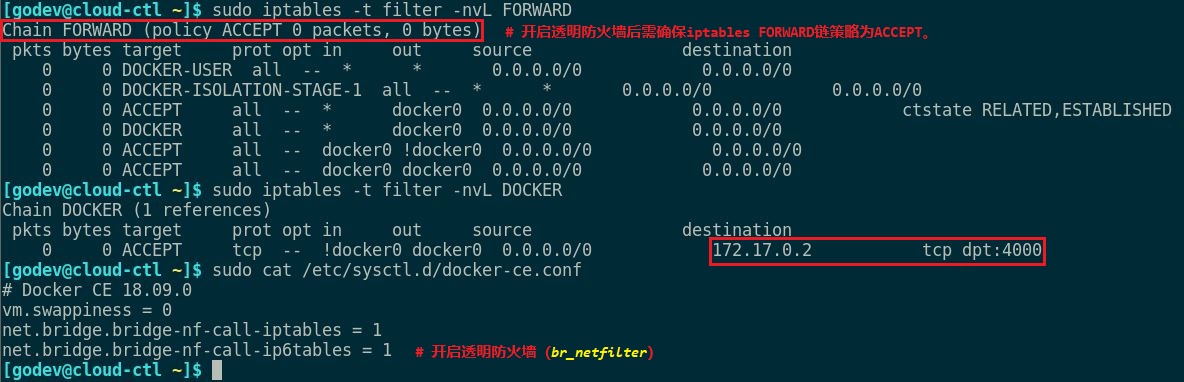 [godev@cloud-ctl ~]$ sudo iptables -t filter -nvL FORWARD
Chain FORWARD (policy ACCEPT 0 packets, 0 bytes) # 开启透明防火墙后需确保iptables FORWARD链策略为ACCEPT。
pkts bytes target prot opt in out source destination
0 0 DOCKER-USER all -- * * 0.0.0.0/0 0.0.0.0/0
0 0 DOCKER-ISOLATION-STAGE-1 all -- * * 0.0.0.0/0 0.0.0.0/0
0 0 ACCEPT all -- * docker0 0.0.0.0/0 0.0.0.0/0 ctstate RELATED,ESTABLISHED
0 0 DOCKER all -- * docker0 0.0.0.0/0 0.0.0.0/0
0 0 ACCEPT all -- docker0 !docker0 0.0.0.0/0 0.0.0.0/0
0 0 ACCEPT all -- docker0 docker0 0.0.0.0/0 0.0.0.0/0
[godev@cloud-ctl ~]$ sudo iptables -t filter -nvL DOCKER
Chain DOCKER (1 references)
pkts bytes target prot opt in out source destination
0 0 ACCEPT tcp -- !docker0 docker0 0.0.0.0/0 172.17.0.2 tcp dpt:4000
[godev@cloud-ctl ~]$ sudo cat /etc/sysctl.d/docker-ce.conf
# Docker CE 18.09.0
vm.swappiness = 0
net.bridge.bridge-nf-call-iptables = 1
net.bridge.bridge-nf-call-ip6tables = 1 # 开启透明防火墙（br_netfilter）
[godev@cloud-ctl ~]$